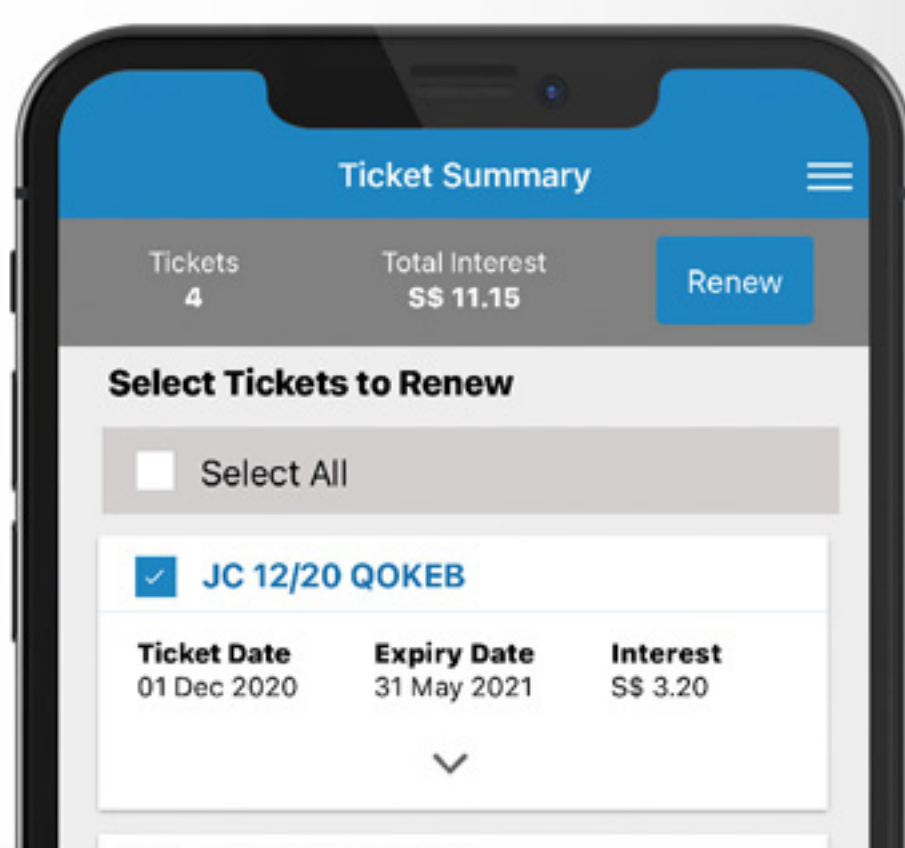 Ticket Summary
Tickets Total Interest Renew
4 S$ 11.15
Select Tickets to Renew
Select All
JC 12/20 QOKEB
Ticket Date Expiry Date Interest
01 Dec 2020 31 May 2021 S$ 3.20